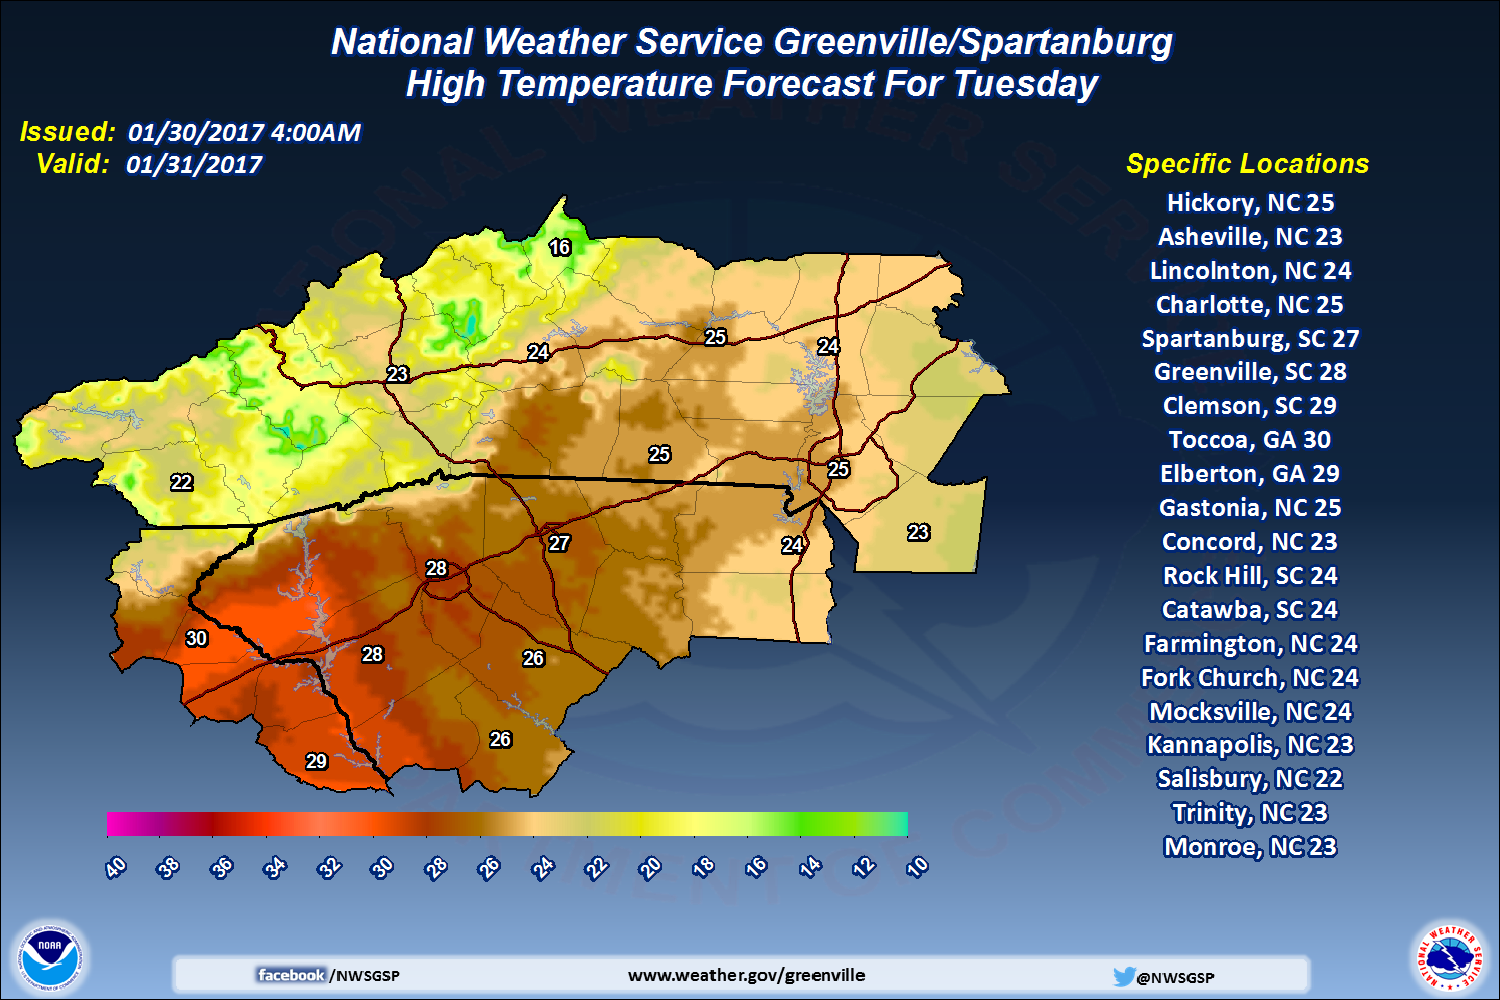 National Weather Service Greenville/Spartanburg
High Temperature Forecast For Tuesday
Issued: 01/30/2017 4:00AM
Valid: 01/31/2017
Specific Locations
Hickory, NC 25
Asheville, NC 23
Lincolnton, NC 24
Charlotte, NC 25
Spartanburg, SC 27
Greenville, SC 28
Clemson, SC 29
Toccoa, GA 30
Elberton, GA 29
Gastonia, NC 25
Concord, NC 23
Rock Hill, SC 24
Catawba, SC 24
Farmington, NC 24
Fork Church, NC 24
Mocksville, NC 24
Kannapolis, NC 23
Salisbury, NC 22
Trinity, NC 23
Monroe, NC 23
16
25
24
24
23
25
25
22
23
27
24
28
30
28
26
26
29
40 38 36 34 32 30 28 26 24 22 20 18 16 14 12 10
NOAA
facebook /NWSGSP
www.weather.gov/greenville
@NWSGSP
NATIONAL WEATHER SERVICE